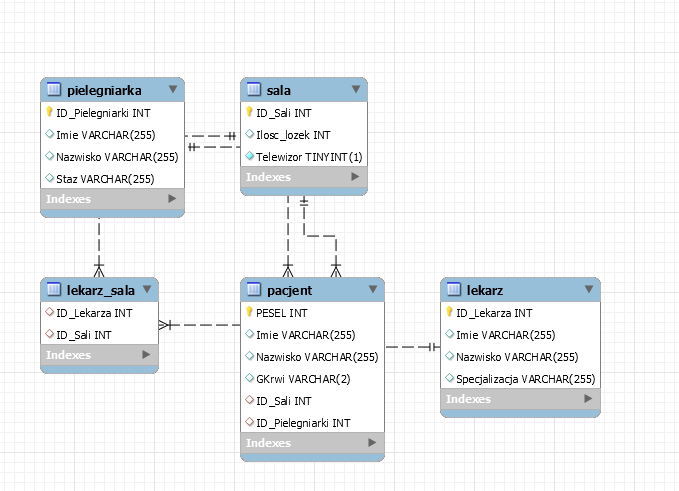 pielegniarka
ID_Pielegniarki INT
Imie VARCHAR(255)
Nazwisko VARCHAR(255)
Staz VARCHAR(255)
Indexes
sala
ID_Sali INT
Ilosc_lozek INT
Telewizor TINYINT(1)
Indexes
lekarz_sala
ID_Lekarza INT
ID_Sali INT
Indexes
pacjent
PESEL INT
Imie VARCHAR(255)
Nazwisko VARCHAR(255)
GKrwi VARCHAR(2)
ID_Sali INT
ID_Pielegniarki INT
Indexes
lekarz
ID_Lekarza INT
Imie VARCHAR(255)
Nazwisko VARCHAR(255)
Specjalizacja VARCHAR(255)
Indexes